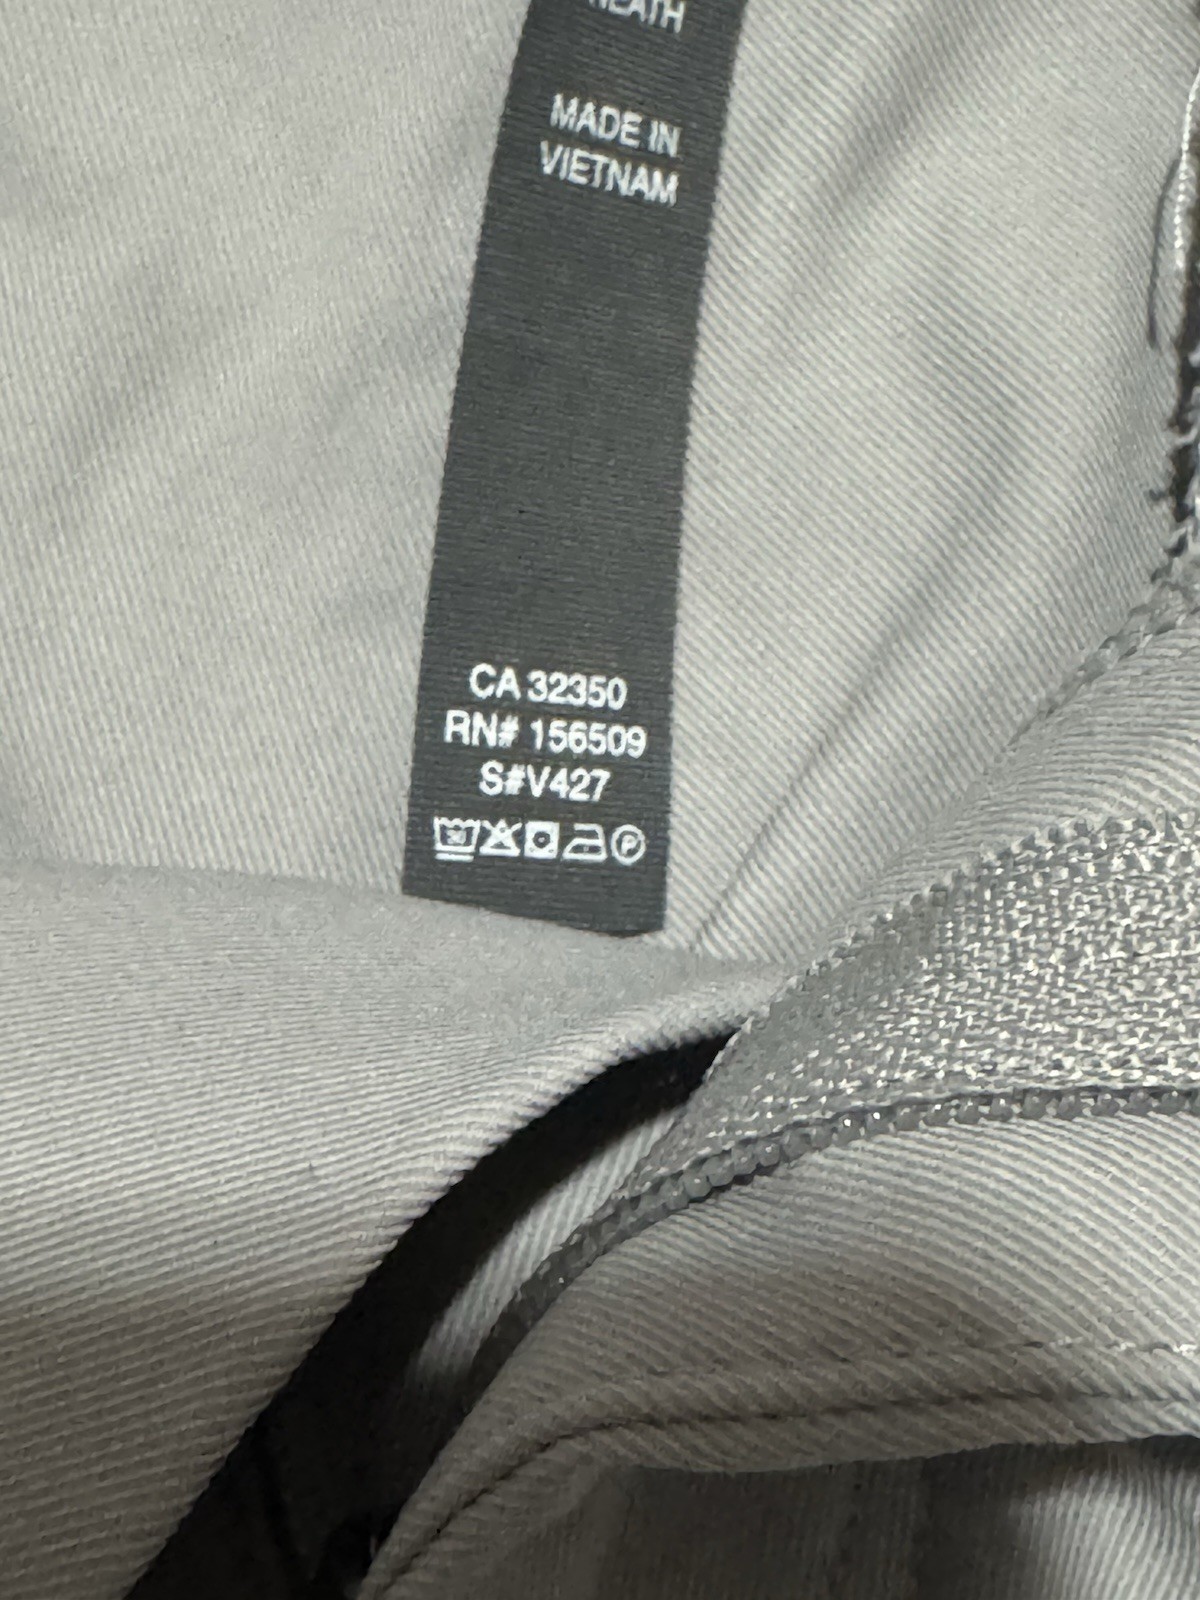 MADE IN
VIETNAM
CA 32350
RN# 156509
S#V427
P